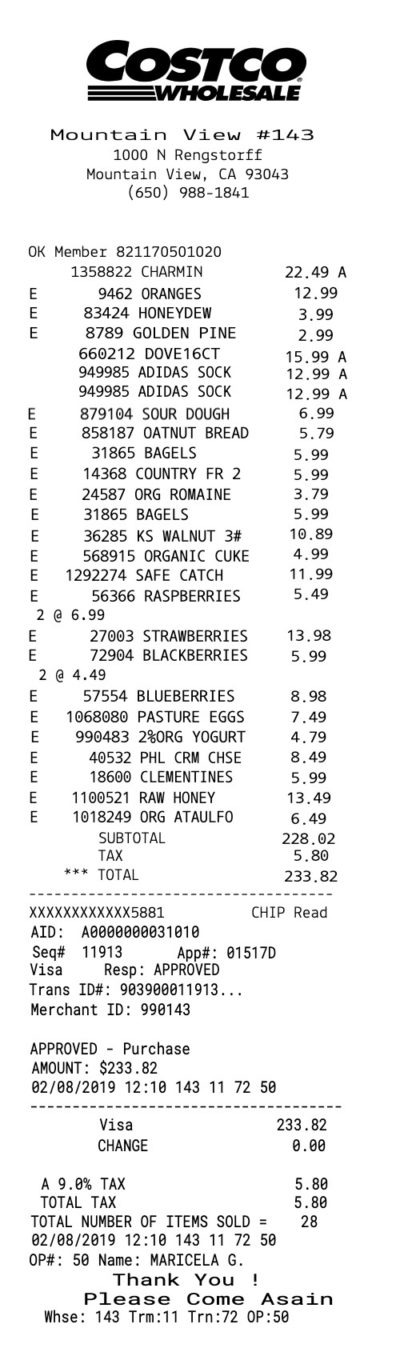 COSTCO
WHOLESALE
Mountain View #143
1000 N Rengstorff
Mountain View, CA 93043
(650) 988-1841
OK Member 821170501020
1358822 CHARMIN 22.49 A
E 9462 ORANGES 12.99
E 83424 HONEYDEW 3.99
E 8789 GOLDEN PINE 2.99
660212 DOVE16CT 15.99 A
949985 ADIDAS SOCK 12.99 A
949985 ADIDAS SOCK 12.99 A
E 879104 SOUR DOUGH 6.99
E 858187 OATNUT BREAD 5.79
E 31865 BAGELS 5.99
E 14368 COUNTRY FR 2 5.99
E 24587 ORG ROMAINE 3.79
E 31865 BAGELS 5.99
E 36285 KS WALNUT 3# 10.89
E 568915 ORGANIC CUKE 4.99
E 1292274 SAFE CATCH 11.99
E 56366 RASPBERRIES 5.49
2 @ 6.99
E 27003 STRAWBERRIES 13.98
E 72904 BLACKBERRIES 5.99
2 @ 4.49
E 57554 BLUEBERRIES 8.98
E 1068080 PASTURE EGGS 7.49
E 990483 2%ORG YOGURT 4.79
E 40532 PHL CRM CHSE 8.49
E 18600 CLEMENTINES 5.99
E 1100521 RAW HONEY 13.49
E 1018249 ORG ATAULFO 6.49
SUBTOTAL 228.02
TAX 5.80
*** TOTAL 233.82
XXXXXXXXXXXX5881 CHIP Read
AID: A0000000031010
Seq# 11913 App#: 01517D
Visa Resp: APPROVED
Trans ID#: 903900011913...
Merchant ID: 990143
APPROVED - Purchase
AMOUNT: $233.82
02/08/2019 12:10 143 11 72 50
Visa 233.82
CHANGE 0.00
A 9.0% TAX 5.80
TOTAL TAX 5.80
TOTAL NUMBER OF ITEMS SOLD = 28
02/08/2019 12:10 143 11 72 50
OP#: 50 Name: MARICELA G.
Thank You !
Please Come Asain
Whse: 143 Trm:11 Trn:72 OP:50